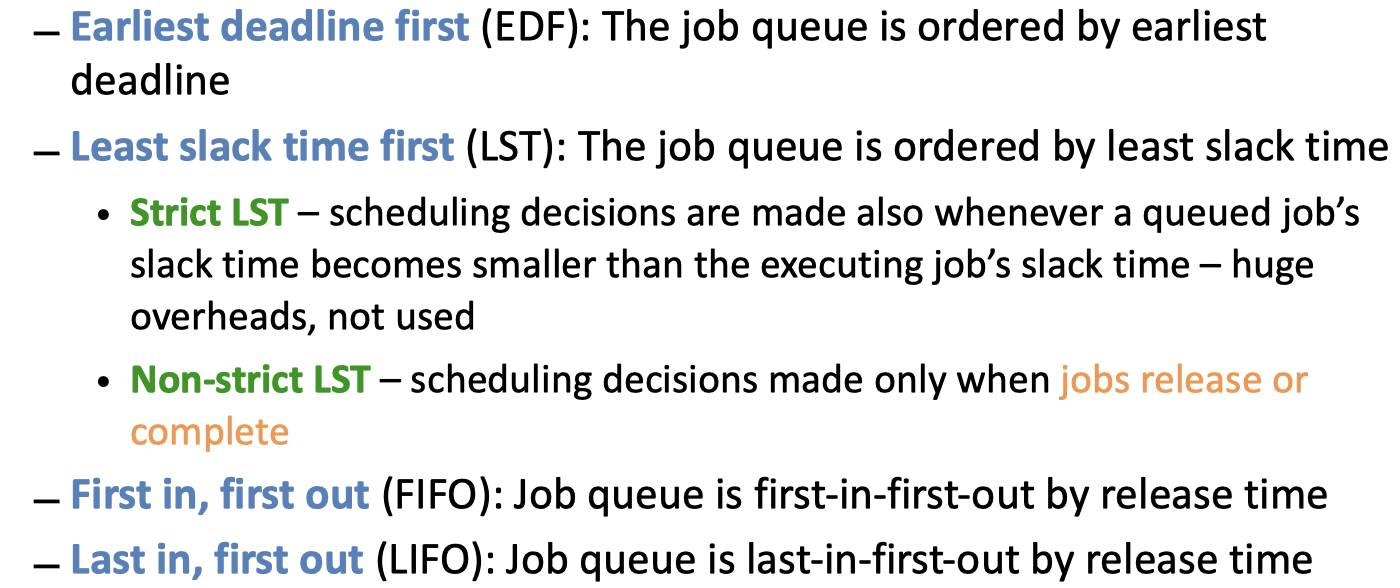 – Earliest deadline first (EDF): The job queue is ordered by earliest
deadline
– Least slack time first (LST): The job queue is ordered by least slack time
• Strict LST – scheduling decisions are made also whenever a queued job’s
slack time becomes smaller than the executing job’s slack time – huge
overheads, not used
• Non-strict LST – scheduling decisions made only when jobs release or
complete
– First in, first out (FIFO): Job queue is first-in-first-out by release time
– Last in, first out (LIFO): Job queue is last-in-first-out by release time